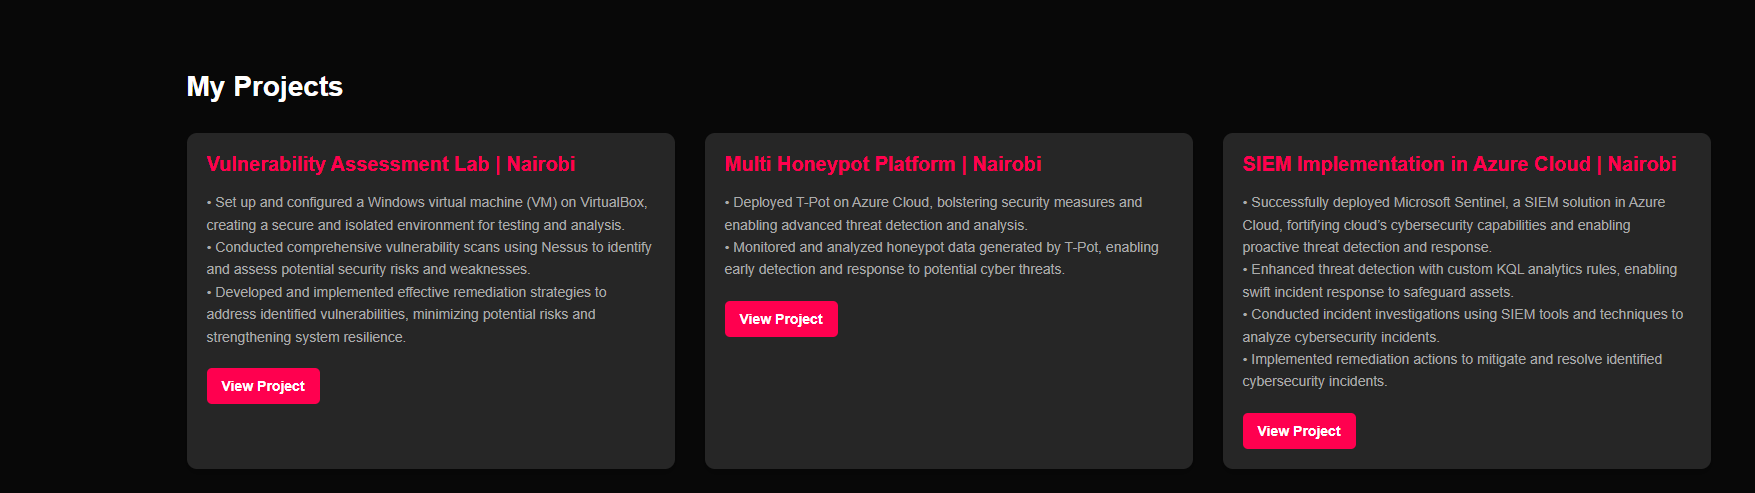 My Projects
Vulnerability Assessment Lab | Nairobi
• Set up and configured a Windows virtual machine (VM) on VirtualBox,
creating a secure and isolated environment for testing and analysis.
• Conducted comprehensive vulnerability scans using Nessus to identify
and assess potential security risks and weaknesses.
• Developed and implemented effective remediation strategies to
address identified vulnerabilities, minimizing potential risks and
strengthening system resilience.
View Project
Multi Honeypot Platform | Nairobi
• Deployed T-Pot on Azure Cloud, bolstering security measures and
enabling advanced threat detection and analysis.
• Monitored and analyzed honeypot data generated by T-Pot, enabling
early detection and response to potential cyber threats.
View Project
SIEM Implementation in Azure Cloud | Nairobi
• Successfully deployed Microsoft Sentinel, a SIEM solution in Azure
Cloud, fortifying cloud’s cybersecurity capabilities and enabling
proactive threat detection and response.
• Enhanced threat detection with custom KQL analytics rules, enabling
swift incident response to safeguard assets.
• Conducted incident investigations using SIEM tools and techniques to
analyze cybersecurity incidents.
• Implemented remediation actions to mitigate and resolve identified
cybersecurity incidents.
View Project